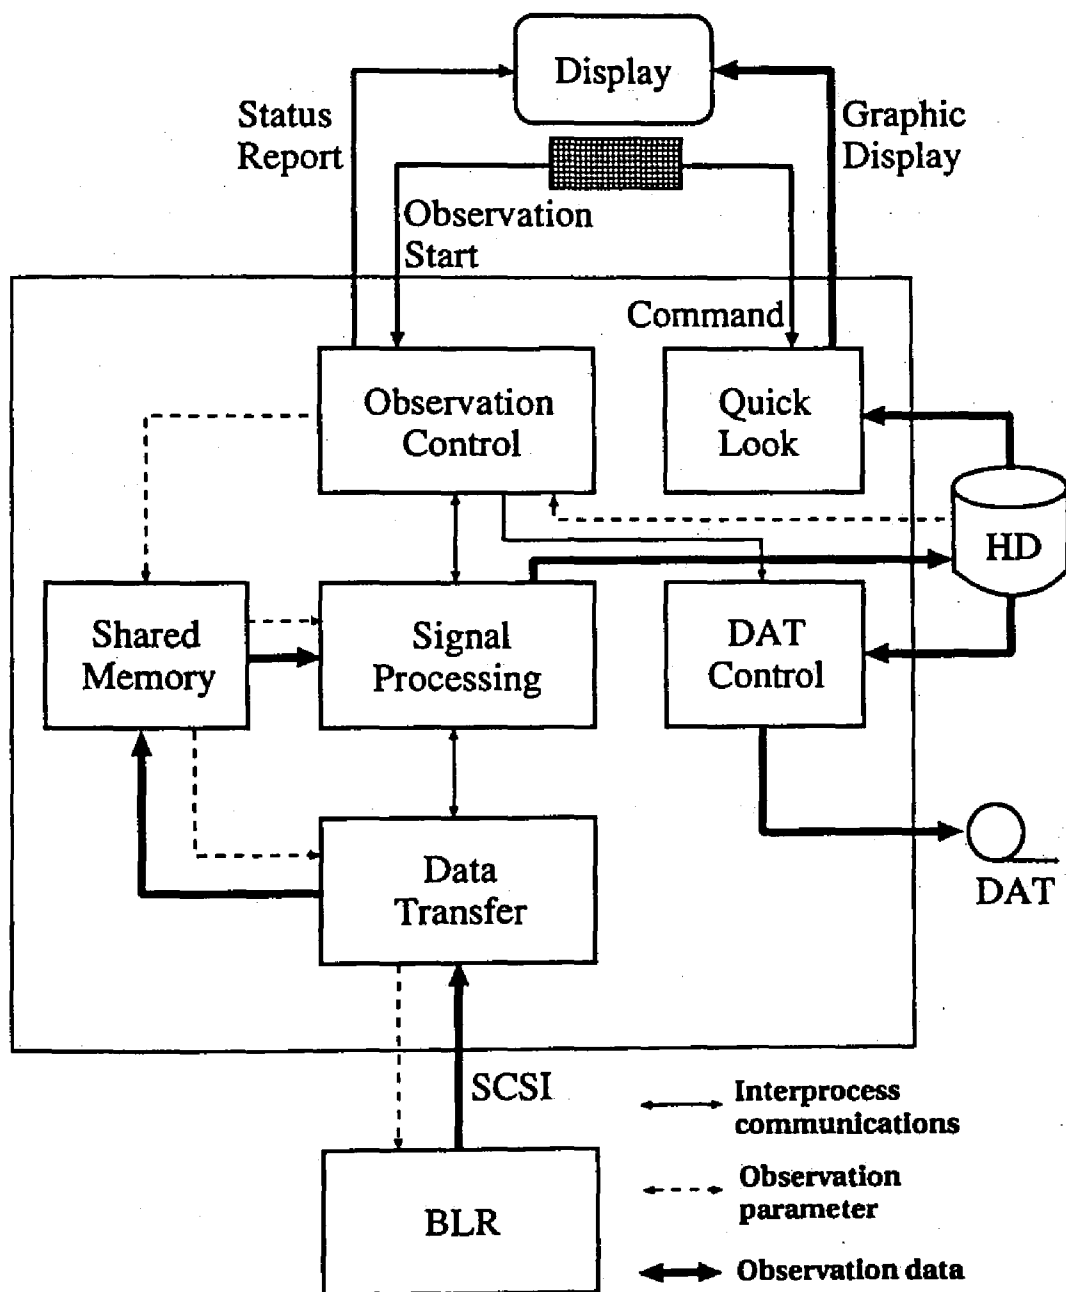 Display
Status
Report
Graphic
Display
Observation
Start
Command
Observation
Control
Quick
Look
HD
Shared
Memory
Signal
Processing
DAT
Control
Data
Transfer
DAT
SCSI
BLR
Interprocess
communications
Observation
parameter
Observation data